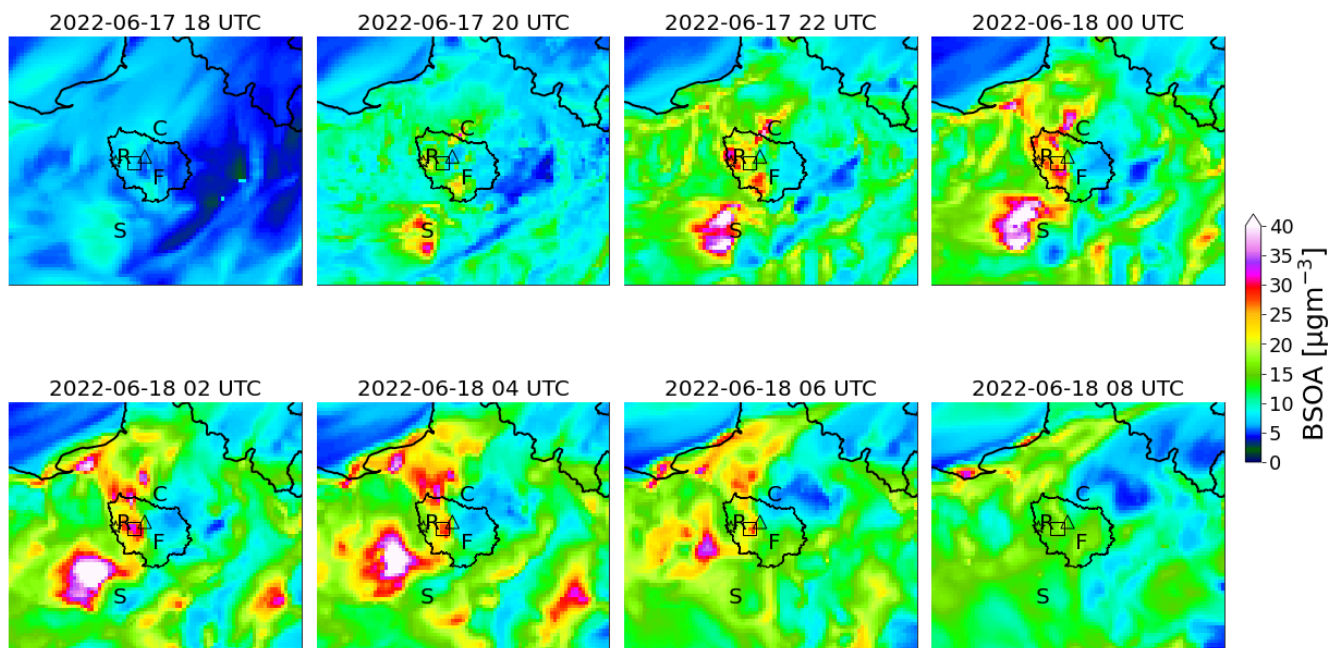 2022-06-17 18 UTC
2022-06-17 20 UTC
2022-06-17 22 UTC
2022-06-18 00 UTC
C
R
F
S
C
R
F
S
C
R
F
S
C
R
F
S
40
35
30
25
20
15
10
5
0
BSOA [µgm⁻³]
2022-06-18 02 UTC
2022-06-18 04 UTC
2022-06-18 06 UTC
2022-06-18 08 UTC
C
R
F
S
C
R
F
S
C
R
F
S
C
R
F
S